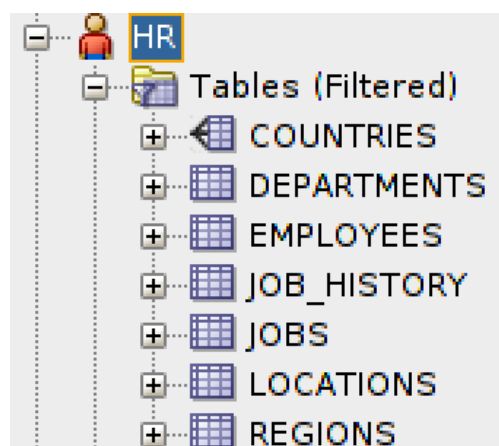 HR
Tables (Filtered)
COUNTRIES
DEPARTMENTS
EMPLOYEES
JOB_HISTORY
JOBS
LOCATIONS
REGIONS